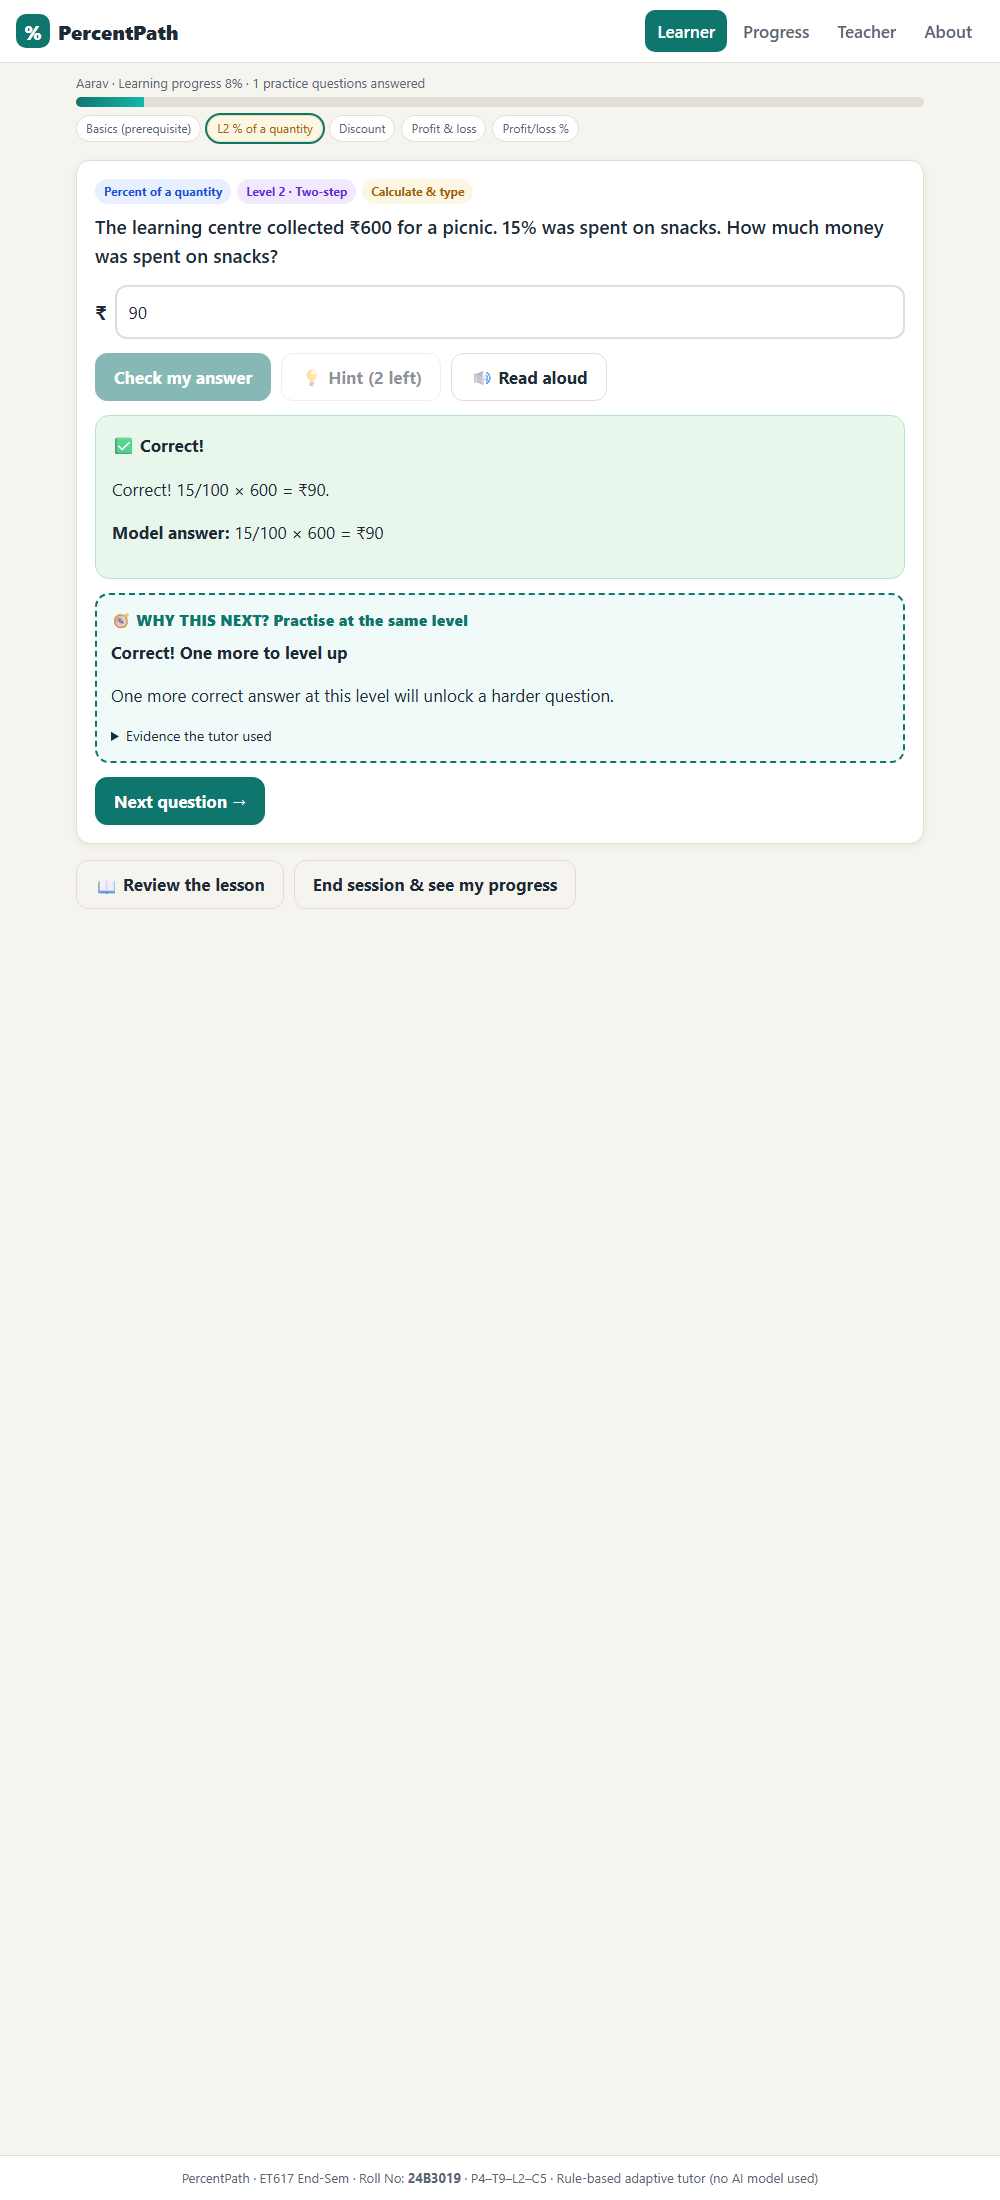 % PercentPath
Learner Progress Teacher About
Aarav · Learning progress 8% · 1 practice questions answered
Basics (prerequisite) L2 % of a quantity Discount Profit & loss Profit/loss %
Percent of a quantity Level 2 · Two-step Calculate & type
The learning centre collected ₹600 for a picnic. 15% was spent on snacks. How much money
was spent on snacks?
₹ 90
Check my answer Hint (2 left) Read aloud
Correct!
Correct! 15/100 × 600 = ₹90.
Model answer: 15/100 × 600 = ₹90
WHY THIS NEXT? Practise at the same level
Correct! One more to level up
One more correct answer at this level will unlock a harder question.
Evidence the tutor used
Next question →
Review the lesson End session & see my progress
PercentPath · ET617 End-Sem · Roll No: 24B3019 · P4–T9–L2–C5 · Rule-based adaptive tutor (no AI model used)